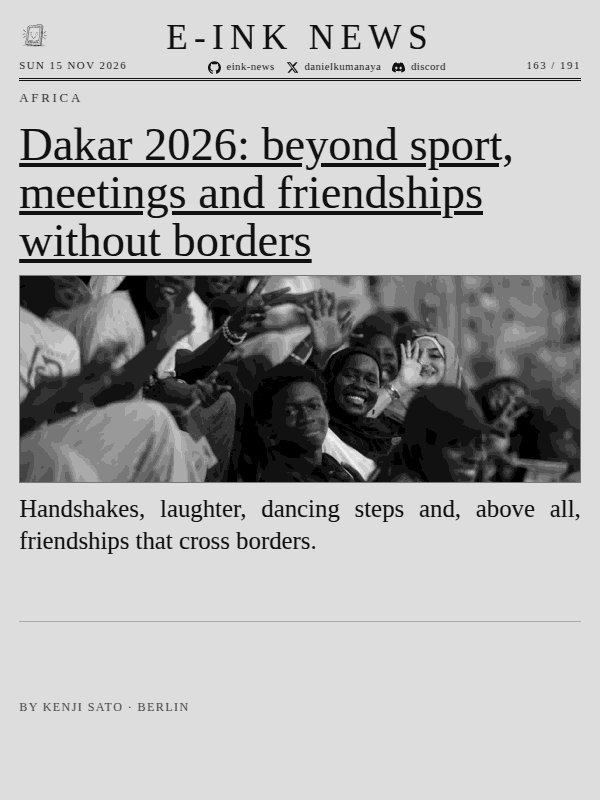 E-INK NEWS
SUN 15 NOV 2026
eink-news danielkumanaya discord
163 / 191
AFRICA
Dakar 2026: beyond sport,
meetings and friendships
without borders
Handshakes, laughter, dancing steps and, above all,
friendships that cross borders.
BY KENJI SATO · BERLIN